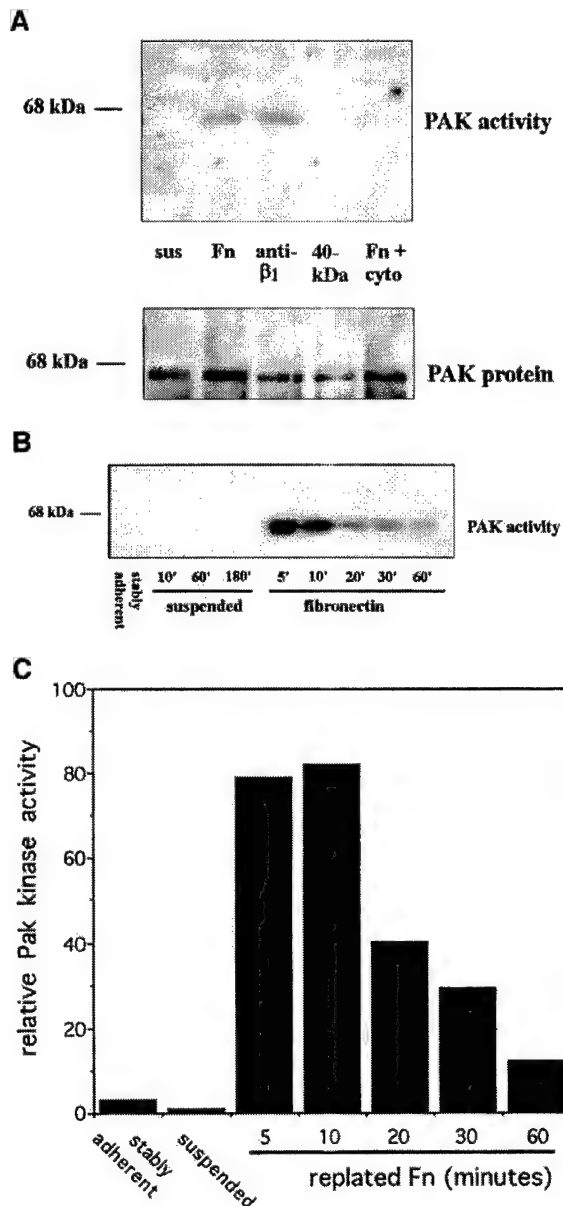 A
68 kDa
PAK activity
sus Fn anti-β1 40-kDa Fn + cyto
68 kDa
PAK protein
B
68 kDa
PAK activity
stably adherent 10' 60' 180' 5' 10' 20' 30' 60'
suspended fibronectin
C
relative Pak kinase activity
100
80
60
40
20
0
stably adherent suspended 5 10 20 30 60
replated Fn (minutes)